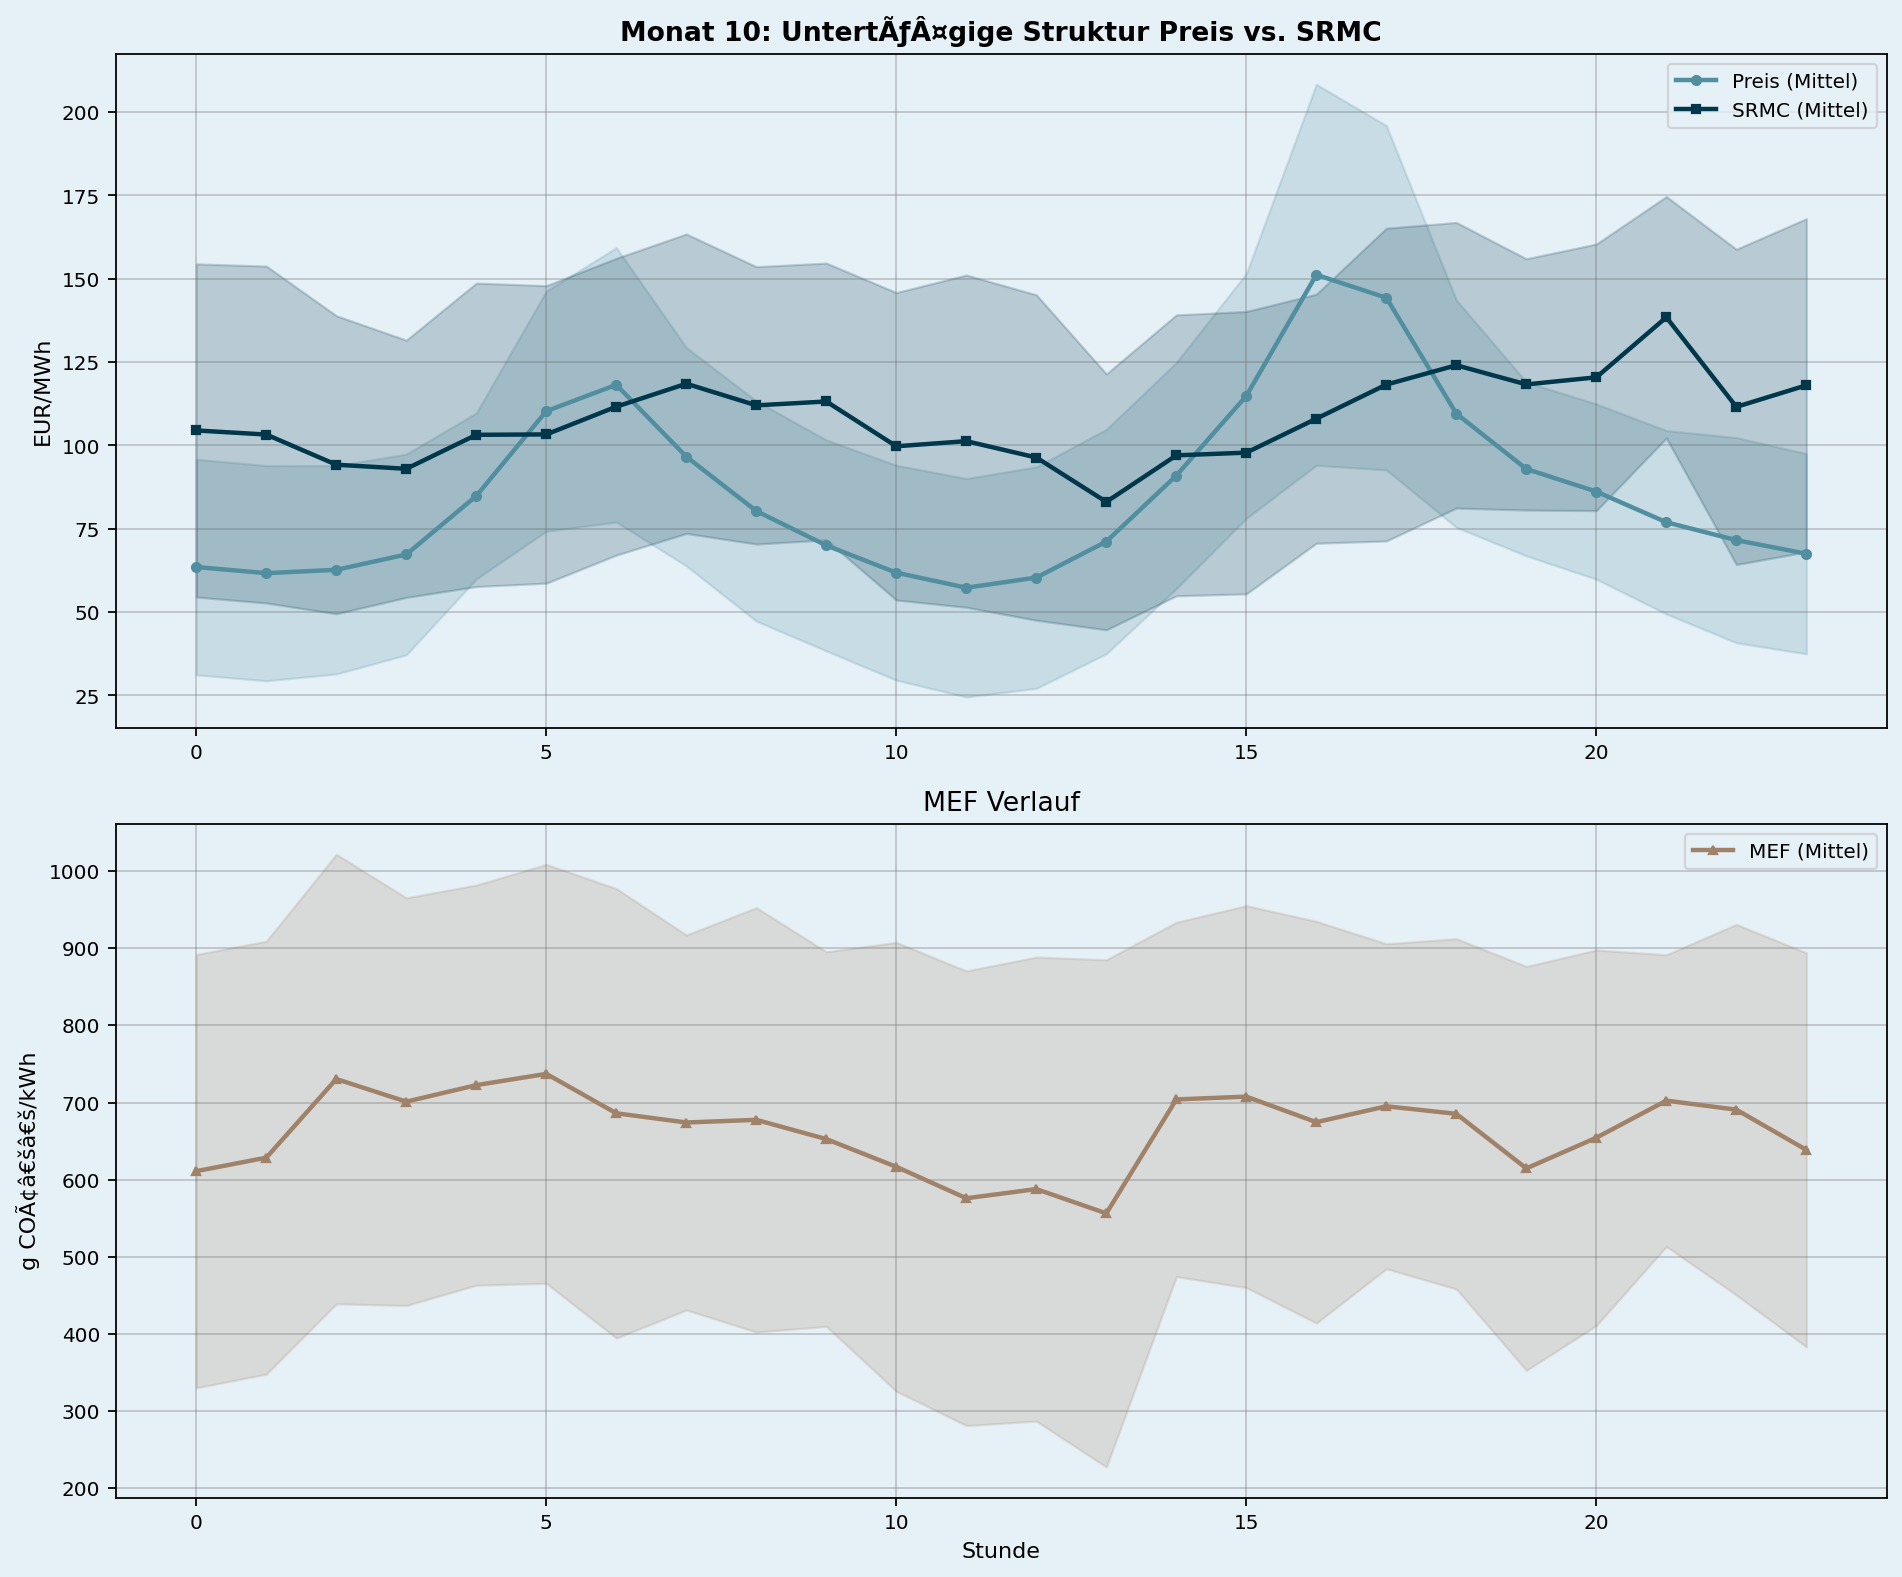 Monat 10: UntertÃƒÂ¤gige Struktur Preis vs. SRMC
Preis (Mittel)
SRMC (Mittel)
EUR/MWh
200
175
150
125
100
75
50
25
0 5 10 15 20
MEF Verlauf
MEF (Mittel)
g COÃ¢â€šâ€š/kWh
1000
900
800
700
600
500
400
300
200
0 5 10 15 20
Stunde